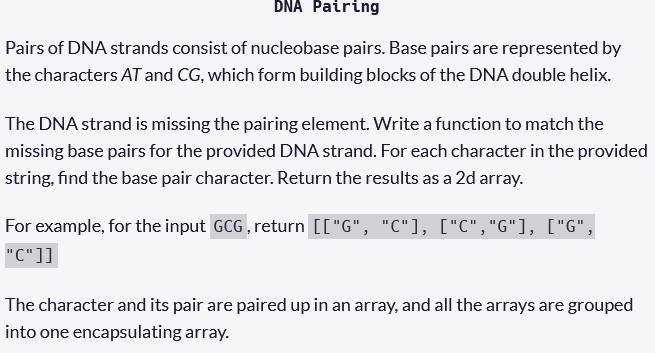 DNA Pairing
Pairs of DNA strands consist of nucleobase pairs. Base pairs are represented by
the characters AT and CG, which form building blocks of the DNA double helix.
The DNA strand is missing the pairing element. Write a function to match the
missing base pairs for the provided DNA strand. For each character in the provided
string, find the base pair character. Return the results as a 2d array.
For example, for the input GCG, return [["G", "C"], ["C","G"], ["G",
"C"]]
The character and its pair are paired up in an array, and all the arrays are grouped
into one encapsulating array.